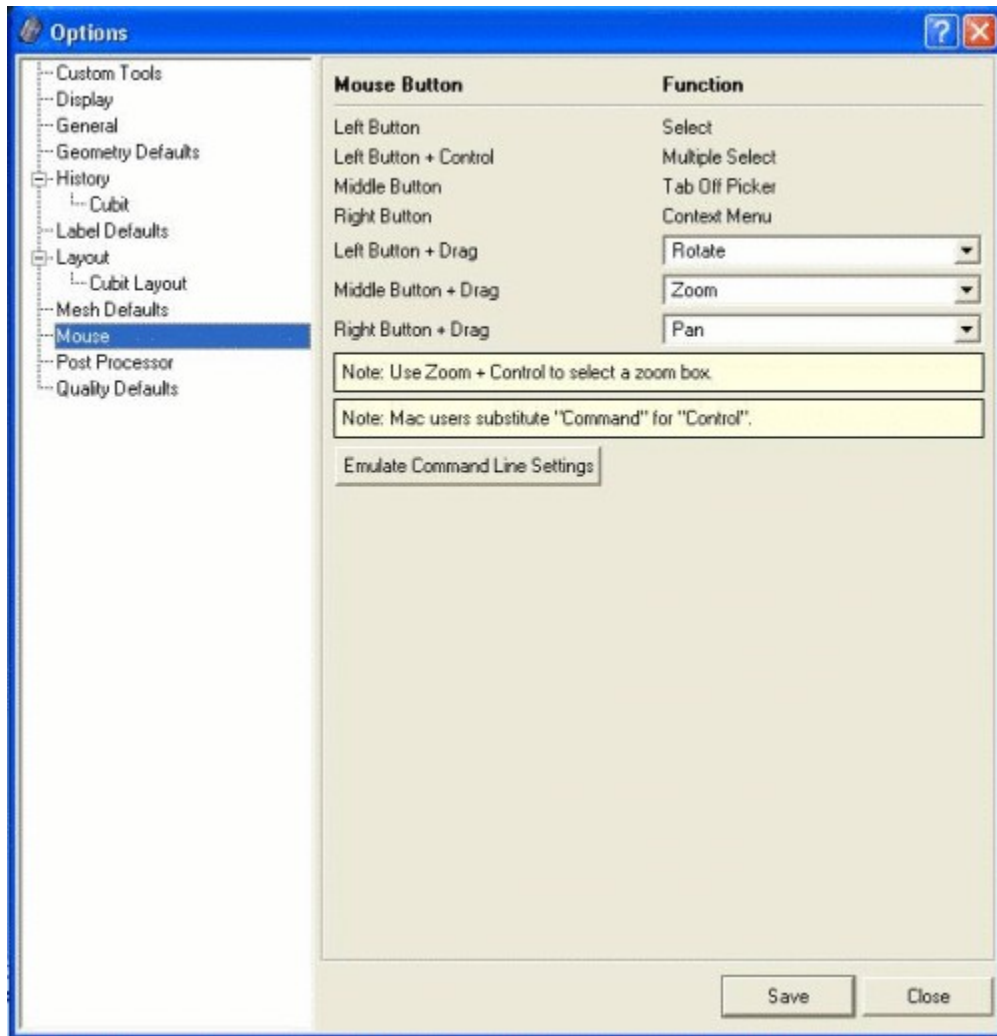 Options
Custom Tools
Display
General
Geometry Defaults
History
Cubit
Label Defaults
Layout
Cubit Layout
Mesh Defaults
Mouse
Post Processor
Quality Defaults
Mouse Button Function
Left Button Select
Left Button + Control Multiple Select
Middle Button Tab Off Picker
Right Button Context Menu
Left Button + Drag Rotate
Middle Button + Drag Zoom
Right Button + Drag Pan
Note: Use Zoom + Control to select a zoom box.
Note: Mac users substitute "Command" for "Control".
Emulate Command Line Settings
Save Close